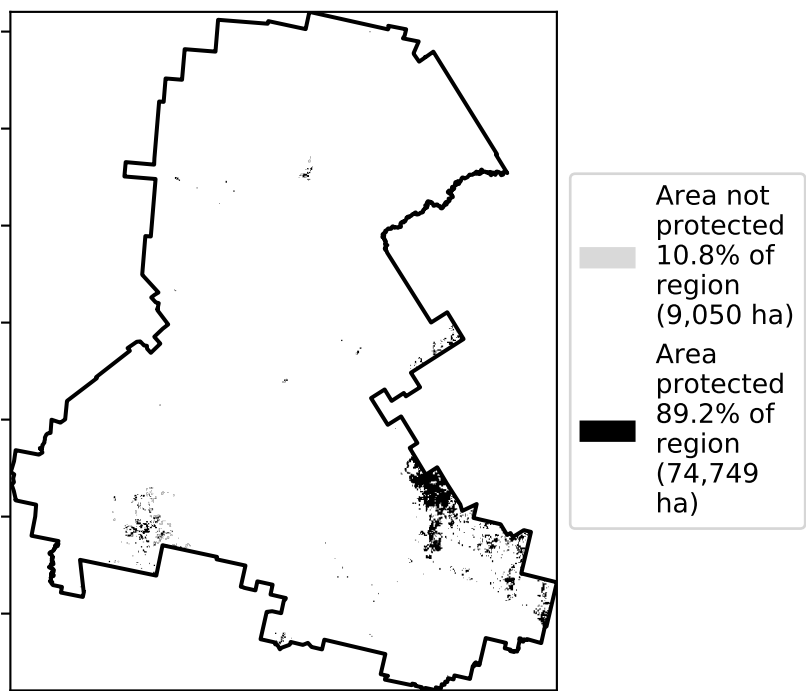 Area not
protected
10.8% of
region
(9,050 ha)
Area
protected
89.2% of
region
(74,749
ha)